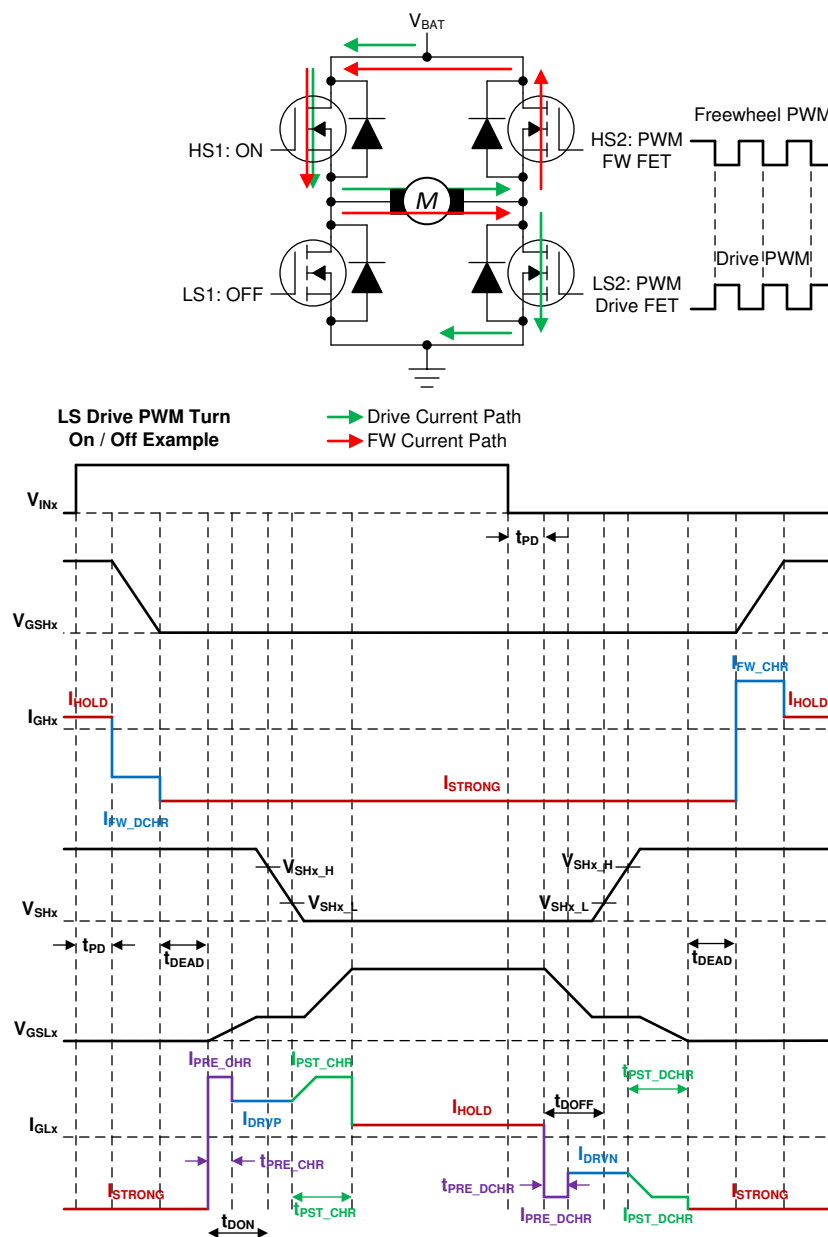 VBAT
Freewheel PWM
HS1: ON
M
HS2: PWM
FW FET
Drive PWM
LS1: OFF
LS2: PWM
Drive FET
LS Drive PWM Turn
On / Off Example
Drive Current Path
FW Current Path
VINx
tPD
VGSHx
IFW_CHR
IHOLD
IHOLD
IGHx
ISTRONG
IFW_DCHR
VSHx_H
VSHx_H
VSHx_L
VSHx_L
VSHx
tPD
tDEAD
tDEAD
VGSLx
IPRE_CHR
IPST_CHR
tPST_DCHR
tDOFF
IHOLD
IDRVP
IGLx
IDRVN
tPRE_CHR
tPRE_DCHR
ISTRONG
tPST_CHR
IPRE_DCHR
IPST_DCHR
ISTRONG
tDON